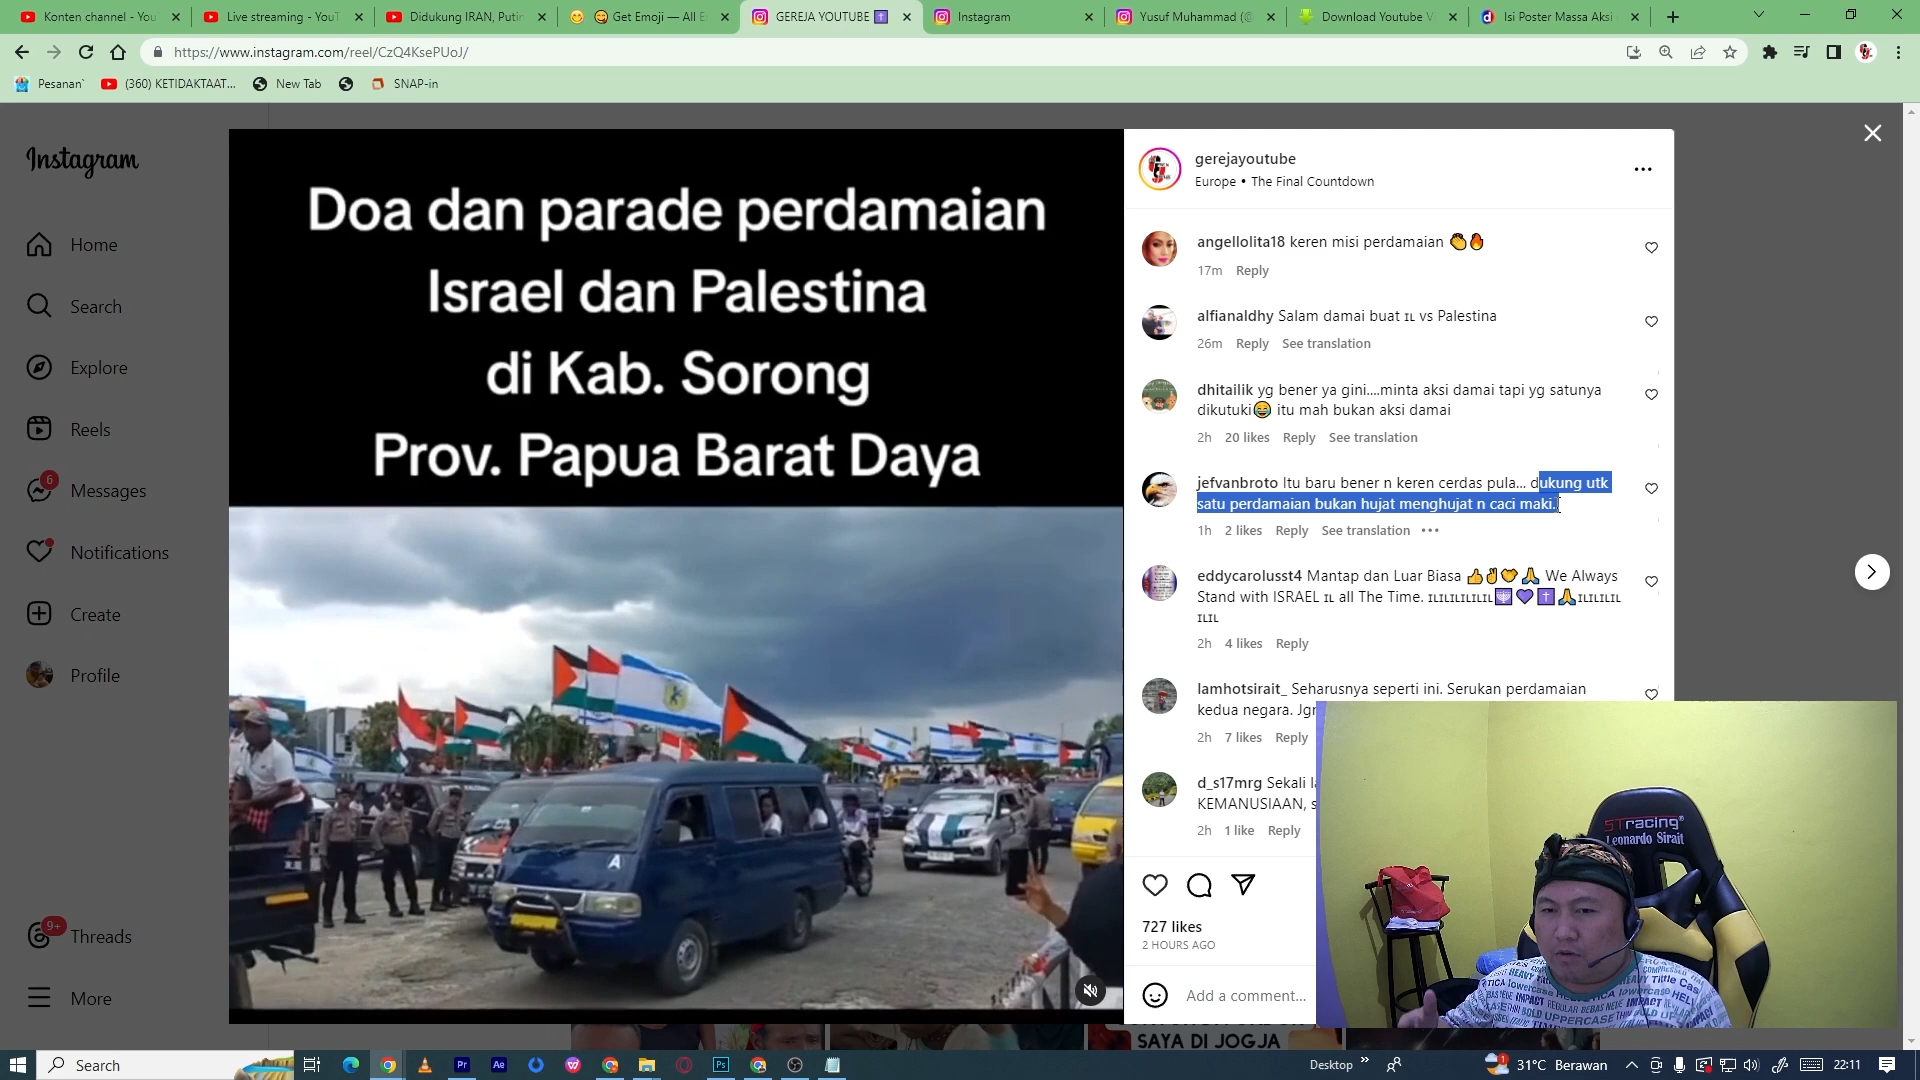 Konten channel - You
Live streaming - YouT
Didukung IRAN, Putin
Get Emoji — All E
GEREJA YOUTUBE
Instagram
Yusuf Muhammad (@
Download Youtube V
Isi Poster Massa Aksi
https://www.instagram.com/reel/CzQ4KsePUoJ/
Pesanan`
(360) KETIDAKTAAT...
New Tab
SNAP-in
Instagram
Home
Search
Explore
Reels
6
Messages
Notifications
Create
Profile
9+
Threads
More
Doa dan parade perdamaian
Israel dan Palestina
di Kab. Sorong
Prov. Papua Barat Daya
A
gerejayoutube
Europe • The Final Countdown
angellolita18 keren misi perdamaian 👏🔥
17m Reply
alfianaldhy Salam damai buat 🇮🇱 vs Palestina
26m Reply See translation
dhitailik yg bener ya gini....minta aksi damai tapi yg satunya
dikutuki😂 itu mah bukan aksi damai
2h 20 likes Reply See translation
jefvanbroto Itu baru bener n keren cerdas pula... dukung utk
satu perdamaian bukan hujat menghujat n caci maki.
1h 2 likes Reply See translation •••
eddycarolusst4 Mantap dan Luar Biasa 👍✌🤝🙏 We Always
Stand with ISRAEL 🇮🇱 all The Time. 🇮🇱🇮🇱🇮🇱🇮🇱🇮🇱🕎💜✝️🙏🇮🇱🇮🇱🇮🇱
🇮🇱🇮🇱
2h 4 likes Reply
lamhotsirait_ Seharusnya seperti ini. Serukan perdamaian
kedua negara. Jgn
2h 7 likes Reply
d_s17mrg Sekali
KEMANUSIAAN, s
2h 1 like Reply
727 likes
2 HOURS AGO
Add a comment...
STracing
Leonardo Sirait
SAYA DI JOGJA
Search
Desktop
1
31°C Berawan
22:11